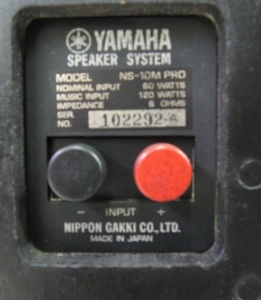 YAMAHA
SPEAKER SYSTEM
MODEL NS-10M PRO
NOMINAL INPUT 60 WATTS
MUSIC INPUT 120 WATTS
IMPEDANCE 8 OHMS
SER. NO. 102292-A
− INPUT +
NIPPON GAKKI CO., LTD.
MADE IN JAPAN